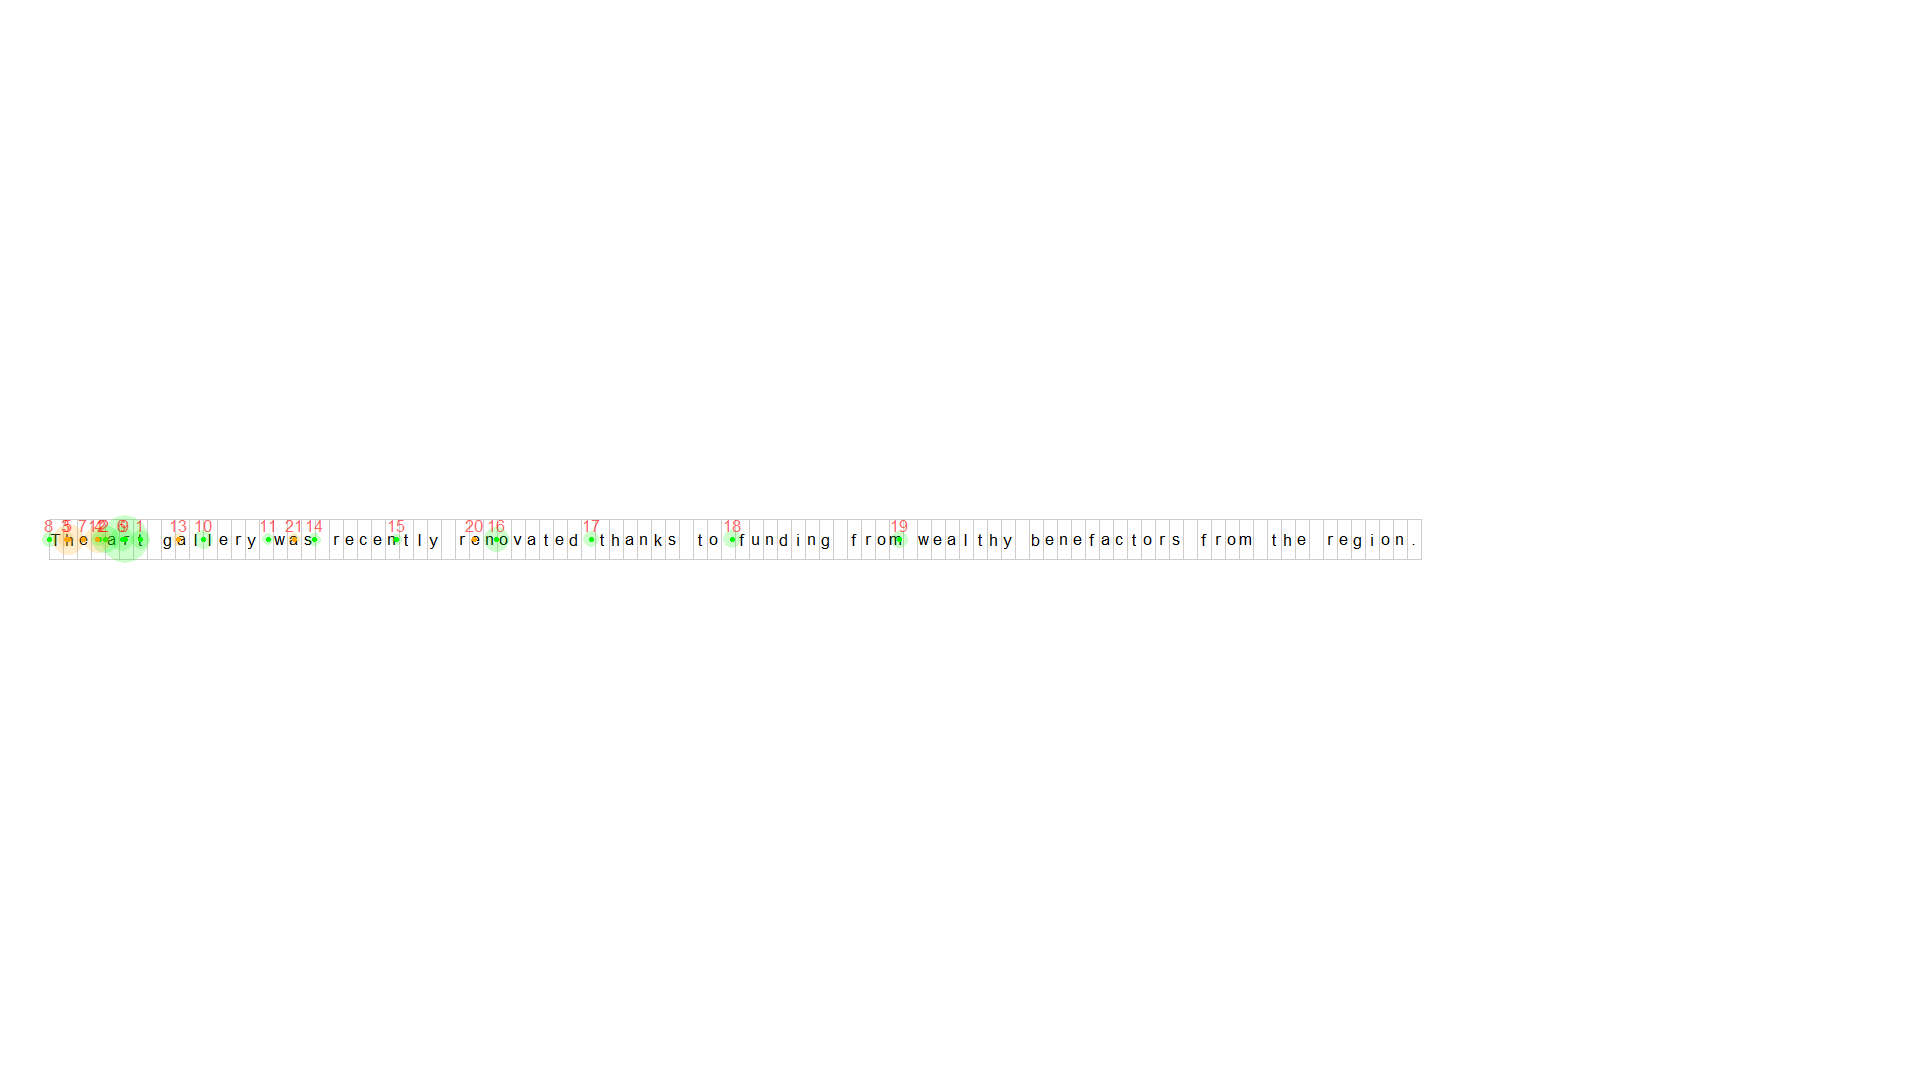 8 3 5 7 12 4 2 6 9 1 13 10 11 21 14 15 20 16 17 18 19
The art gallery was recently renovated thanks to funding from wealthy benefactors from the region.